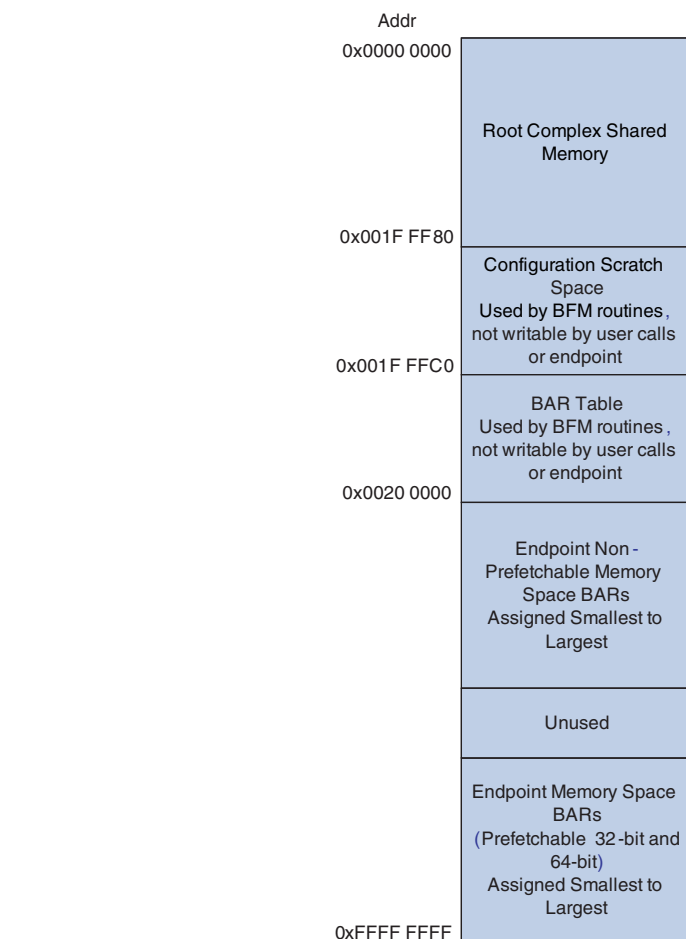 Addr
0x0000 0000
Root Complex Shared
Memory
0x001F FF80
Configuration Scratch
Space
Used by BFM routines,
not writable by user calls
or endpoint
0x001F FFC0
BAR Table
Used by BFM routines,
not writable by user calls
or endpoint
0x0020 0000
Endpoint Non-
Prefetchable Memory
Space BARs
Assigned Smallest to
Largest
Unused
Endpoint Memory Space
BARs
(Prefetchable 32-bit and
64-bit)
Assigned Smallest to
Largest
0xFFFF FFFF